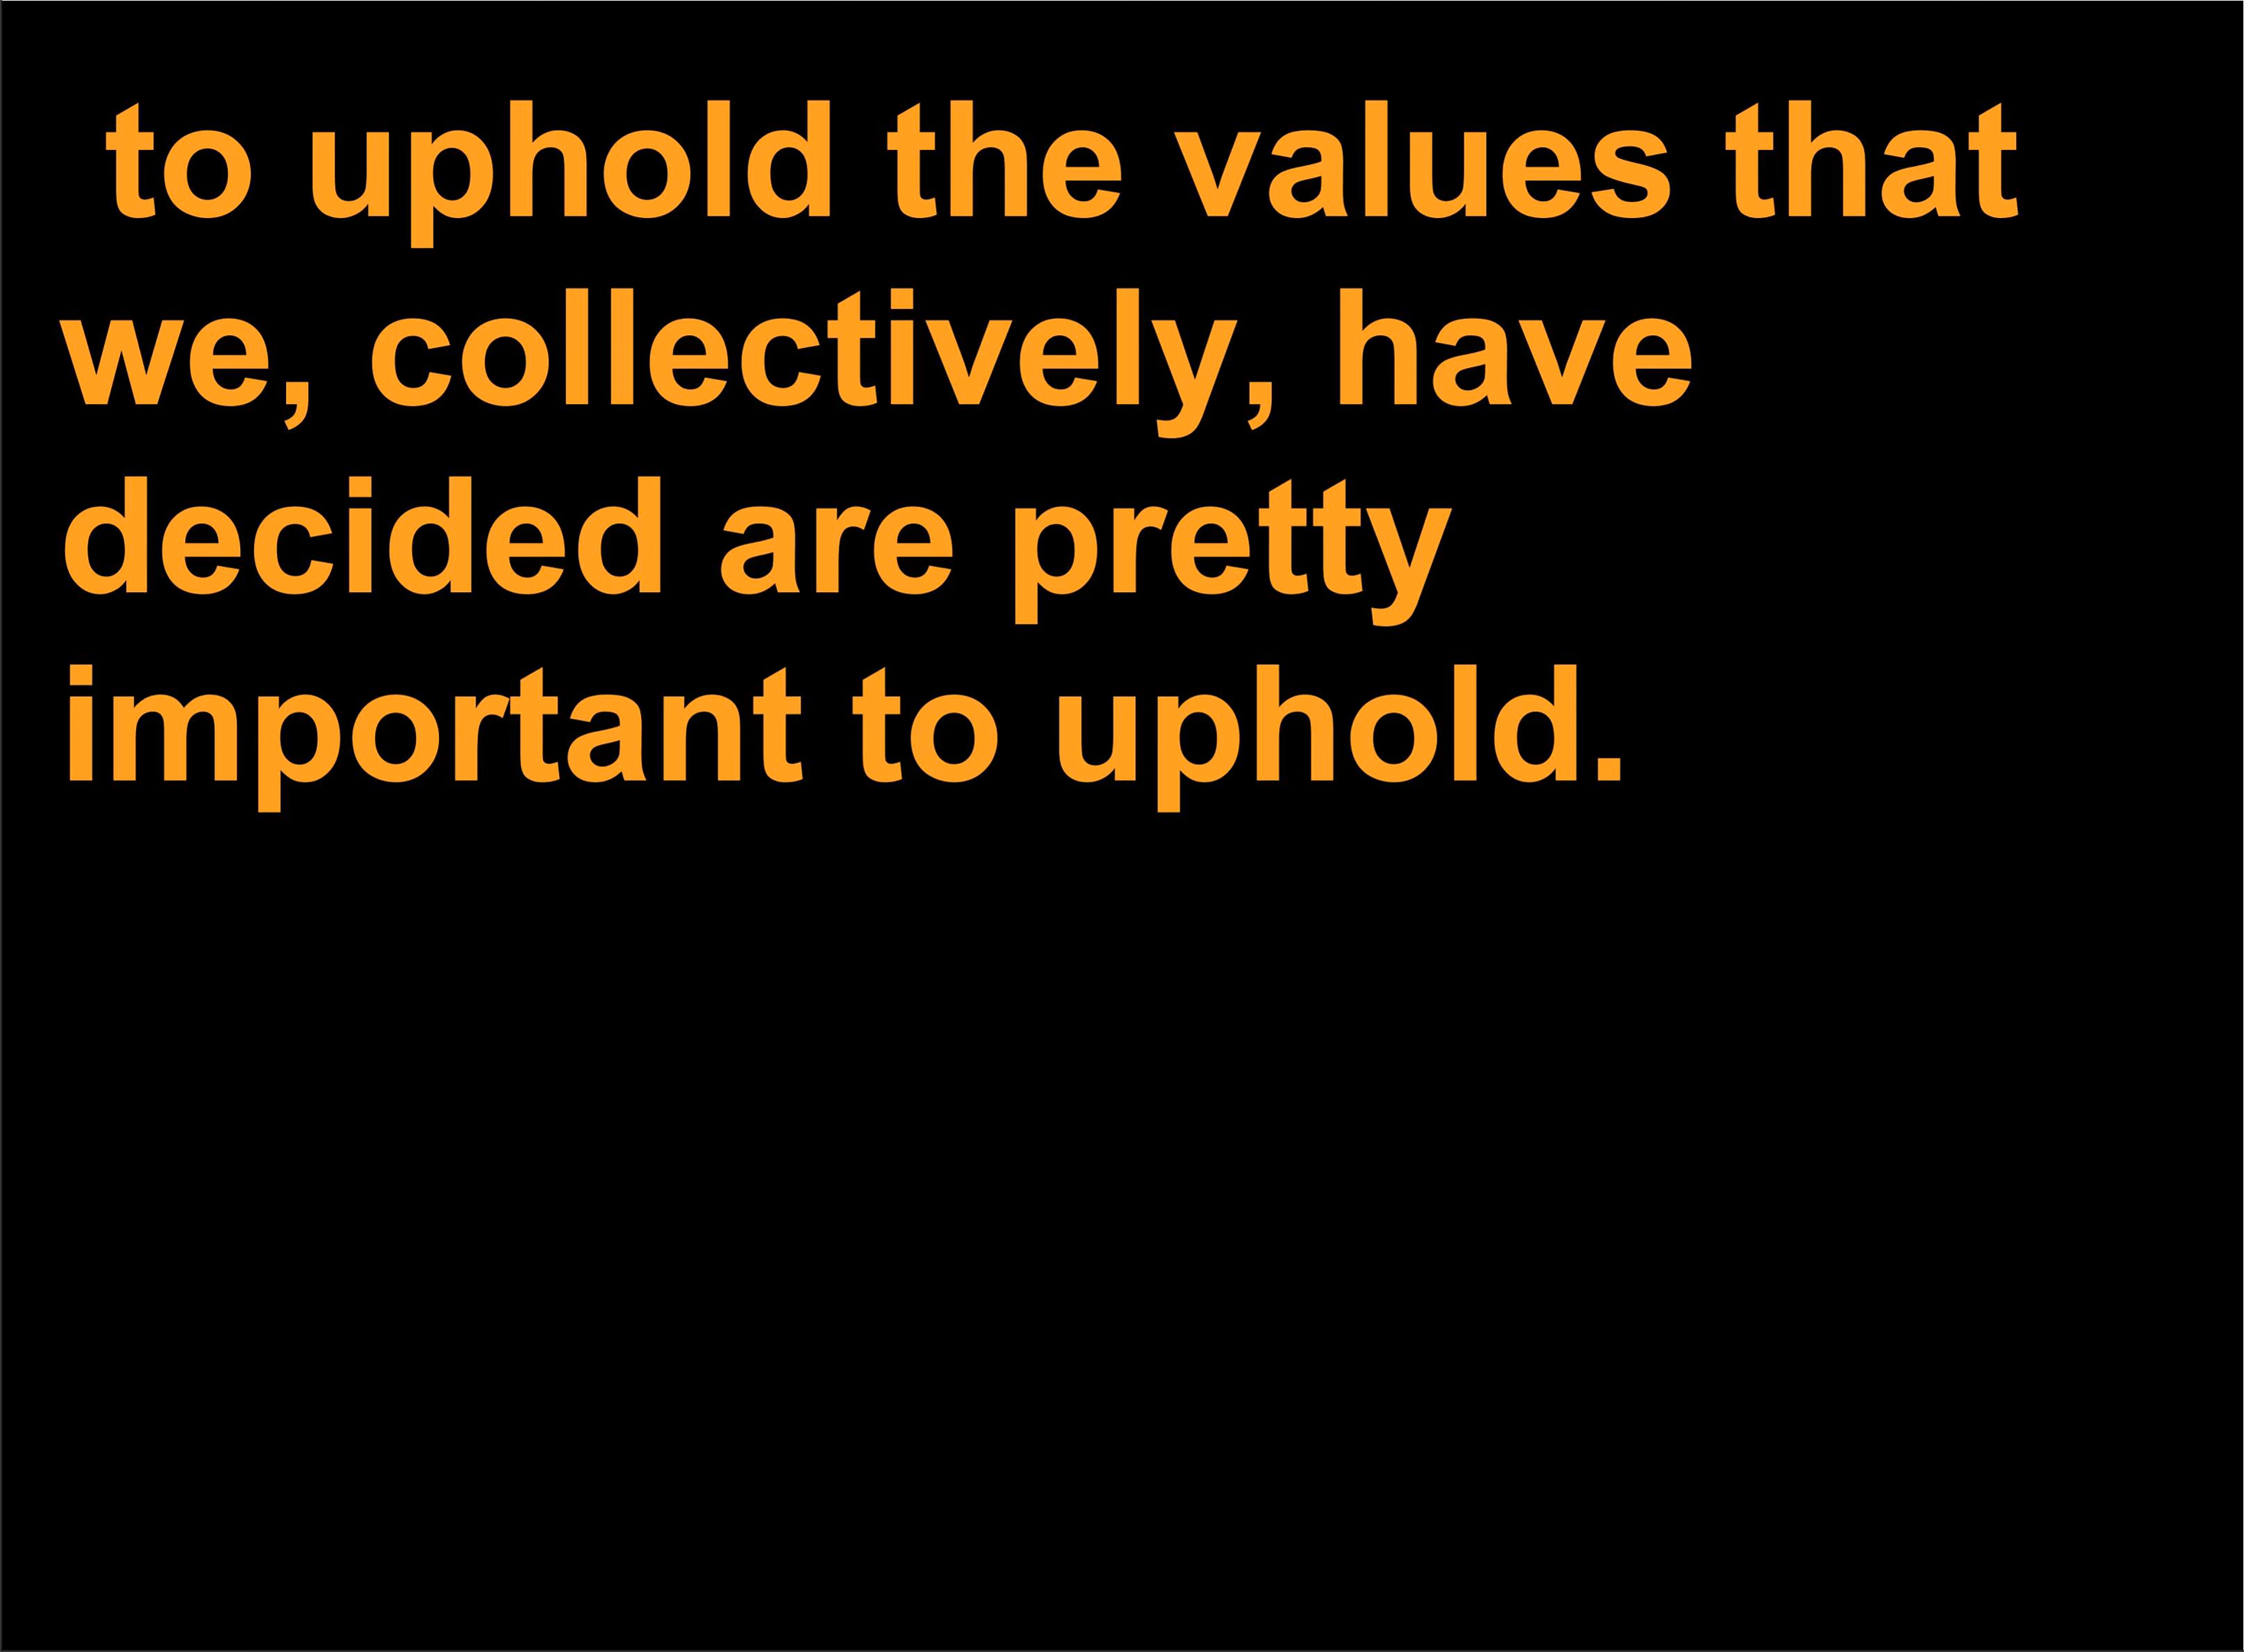 to uphold the values that
we, collectively, have
decided are pretty
important to uphold.